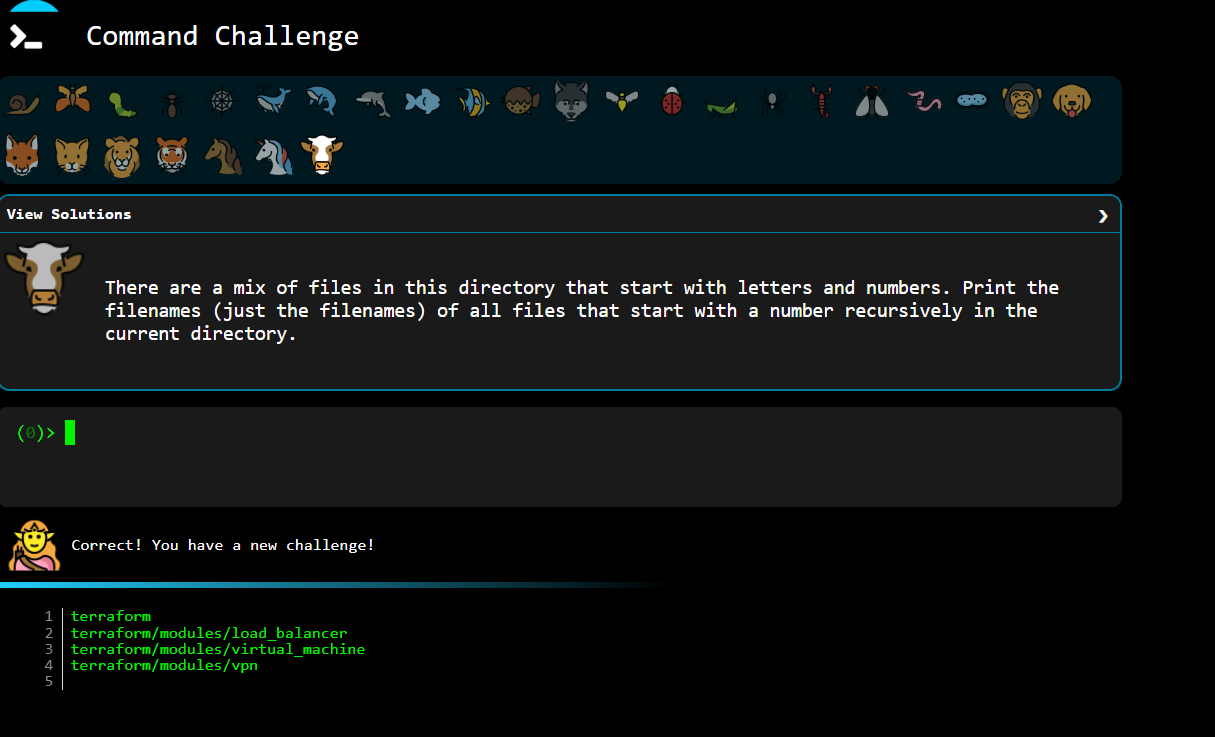 Command Challenge
View Solutions
There are a mix of files in this directory that start with letters and numbers. Print the
filenames (just the filenames) of all files that start with a number recursively in the
current directory.
(0)>
Correct! You have a new challenge!
1 terraform
2 terraform/modules/load_balancer
3 terraform/modules/virtual_machine
4 terraform/modules/vpn
5